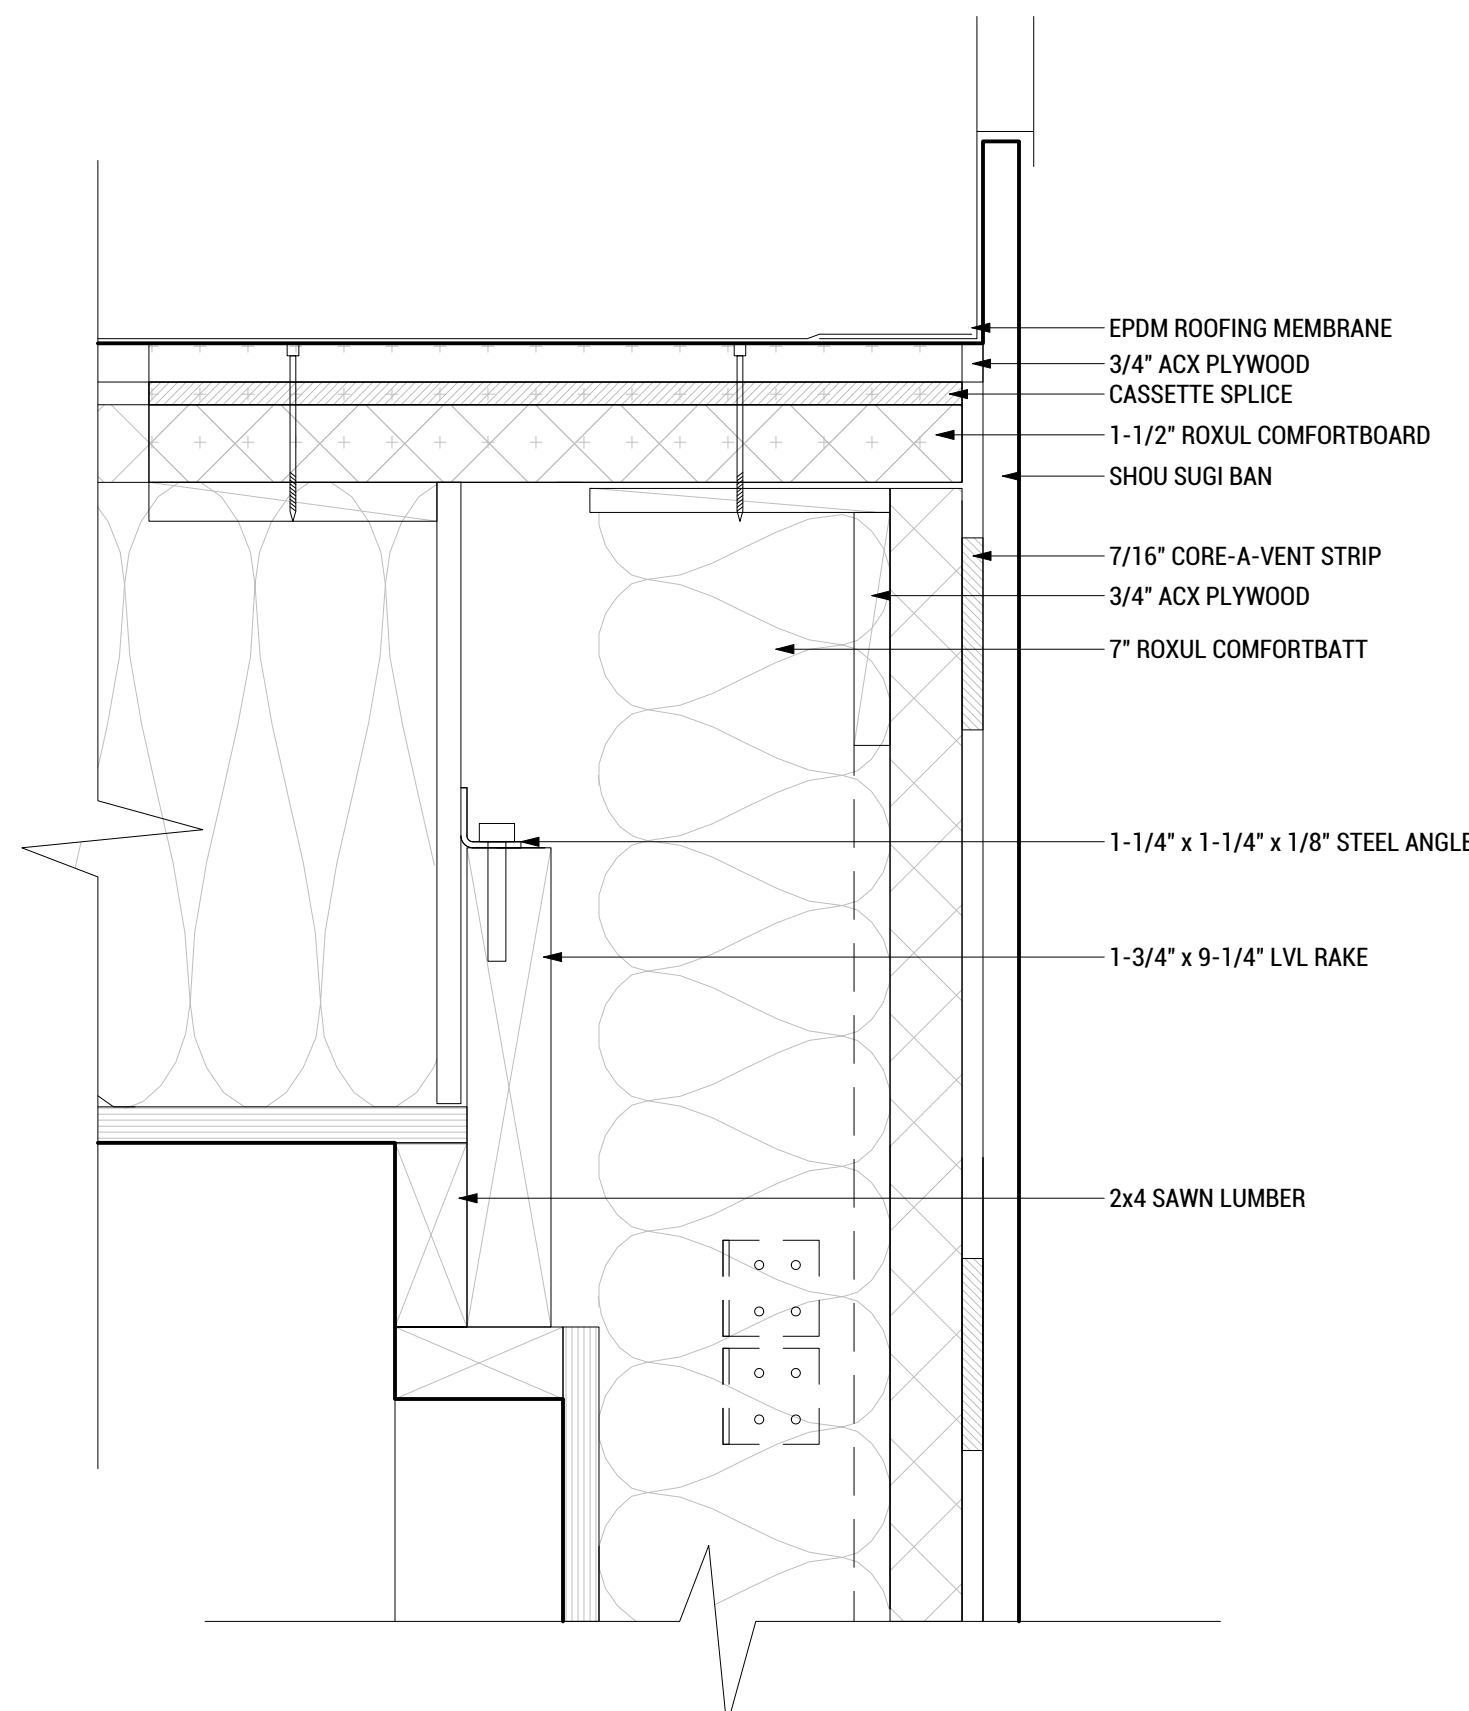 EPDM ROOFING MEMBRANE
3/4" ACX PLYWOOD
CASSETTE SPLICE
1-1/2" ROXUL COMFORTBOARD
SHOU SUGI BAN
7/16" CORE-A-VENT STRIP
3/4" ACX PLYWOOD
7" ROXUL COMFORTBATT
1-1/4" x 1-1/4" x 1/8" STEEL ANGLE
1-3/4" x 9-1/4" LVL RAKE
2x4 SAWN LUMBER